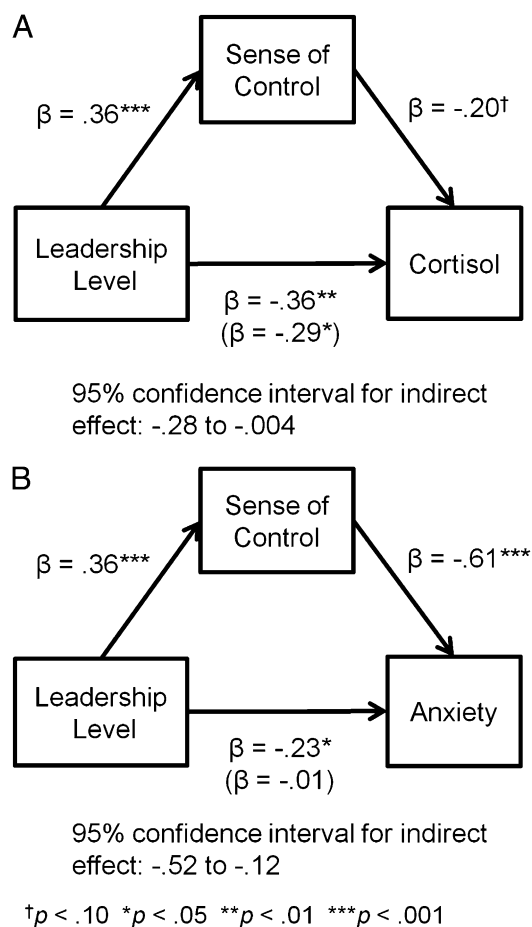 A
Sense of
Control
β = .36***
β = -.20†
Leadership
Level
Cortisol
β = -.36**
(β = -.29*)
95% confidence interval for indirect
effect: -.28 to -.004
B
Sense of
Control
β = .36***
β = -.61***
Leadership
Level
Anxiety
β = -.23*
(β = -.01)
95% confidence interval for indirect
effect: -.52 to -.12
†p < .10 *p < .05 **p < .01 ***p < .001